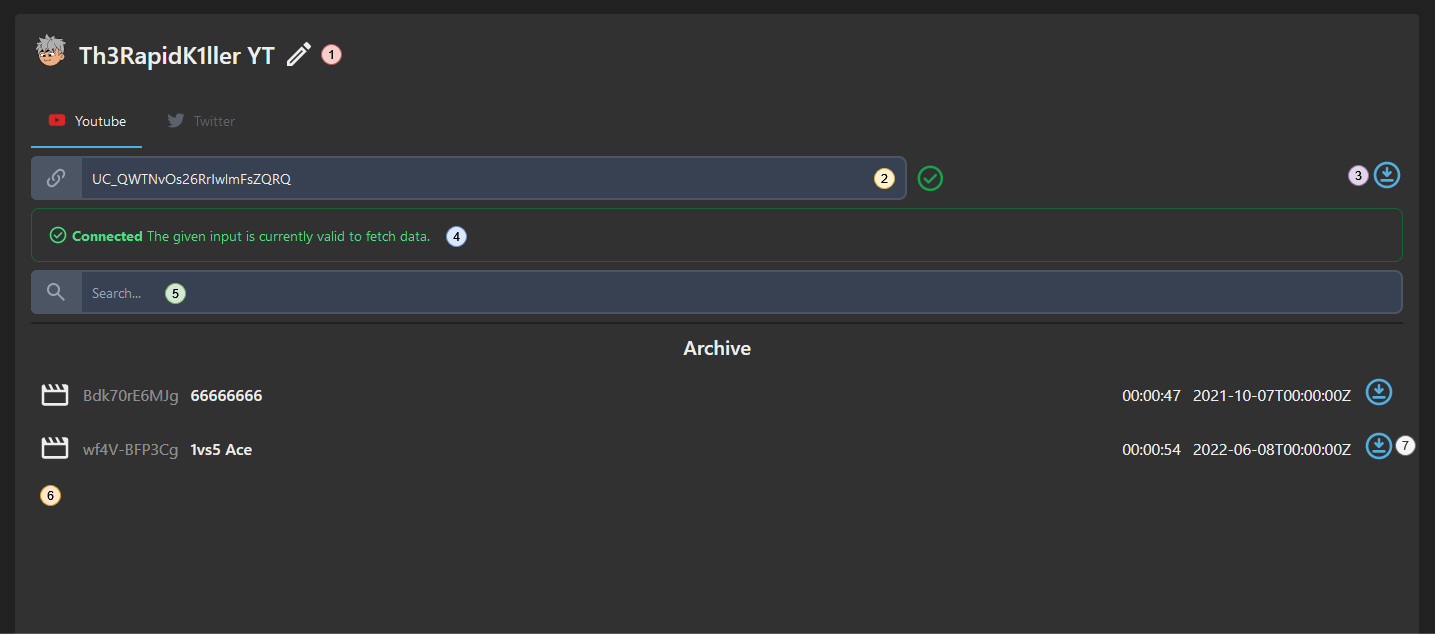 Th3RapidK1ller YT 1
Youtube Twitter
UC_QWTNvOs26RrIwlmFsZQRQ 2 3
Connected The given input is currently valid to fetch data. 4
Search... 5
Archive
Bdk70rE6MJg 66666666 00:00:47 2021-10-07T00:00:00Z
wf4V-BFP3Cg 1vs5 Ace 00:00:54 2022-06-08T00:00:00Z 7
6